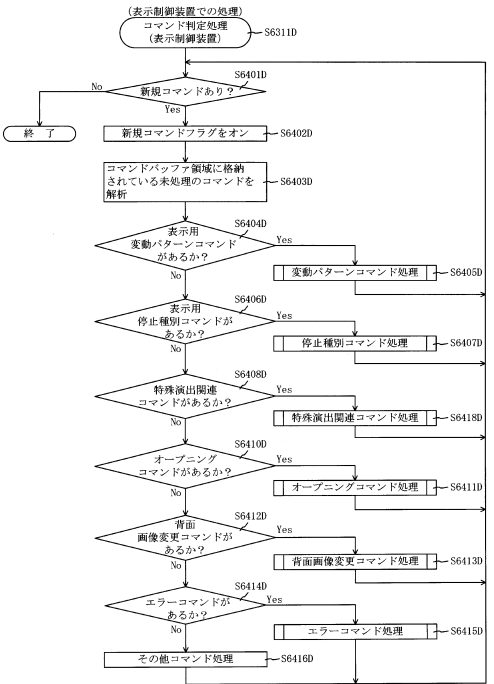 (表示制御装置での処理)
コマンド判定処理
(表示制御装置)
S6311D
S6401D
新規コマンドあり?
No
Yes
終 了
新規コマンドフラグをオン
S6402D
コマンドバッファ領域に格納
されている未処理のコマンドを
解析
S6403D
S6404D
表示用
変動パターンコマンド
があるか?
Yes
No
変動パターンコマンド処理
S6405D
S6406D
表示用
停止種別コマンドが
あるか?
Yes
No
停止種別コマンド処理
S6407D
S6408D
特殊演出関連
コマンドがあるか?
Yes
No
特殊演出関連コマンド処理
S6418D
S6410D
オープニング
コマンドがあるか?
Yes
No
オープニングコマンド処理
S6411D
S6412D
背面
画像変更コマンドが
あるか?
Yes
No
背面画像変更コマンド処理
S6413D
S6414D
エラーコマンドが
あるか?
Yes
No
エラーコマンド処理
S6415D
その他コマンド処理
S6416D